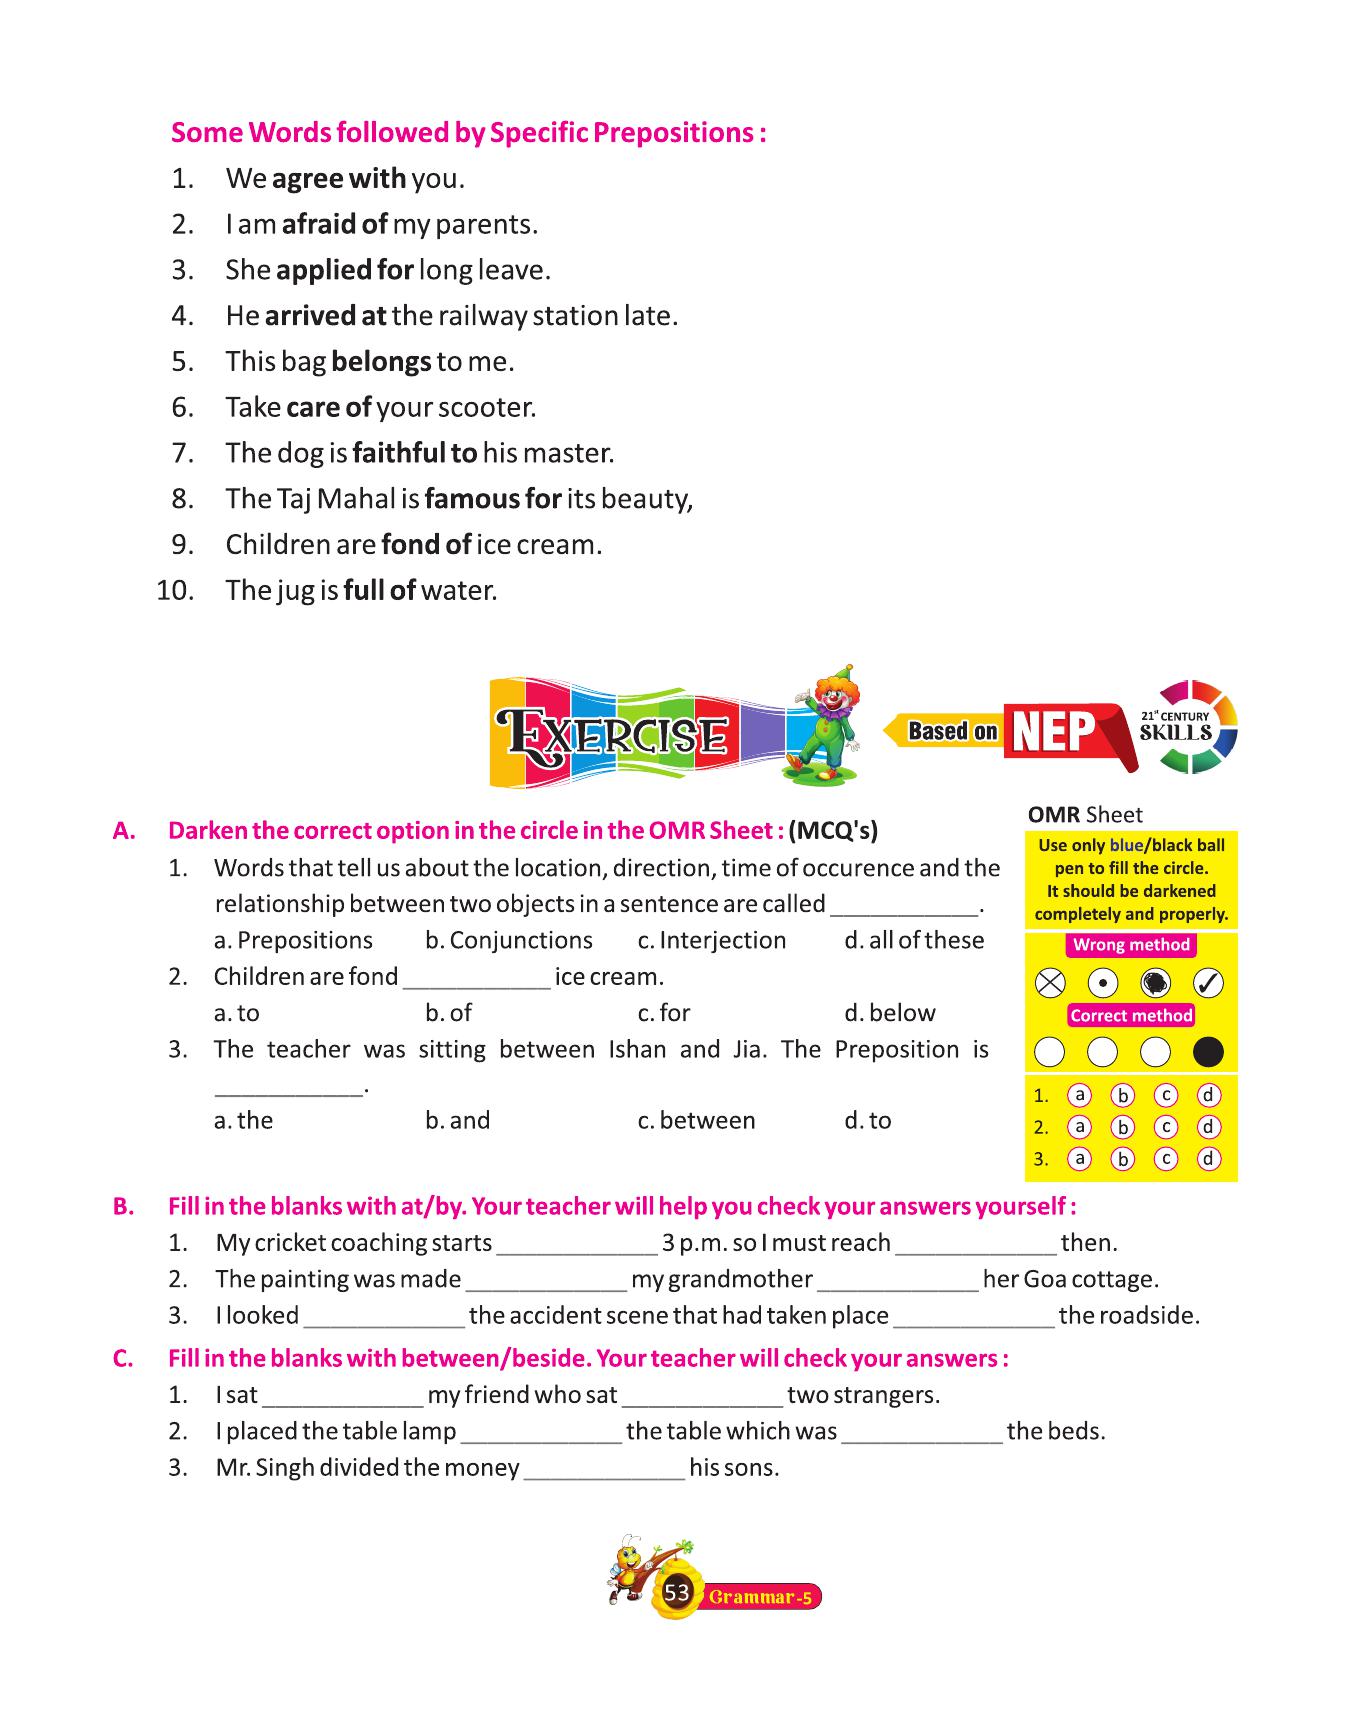 Some Words followed by Specific Prepositions :
1. We agree with you.
2. I am afraid of my parents.
3. She applied for long leave.
4. He arrived at the railway station late.
5. This bag belongs to me.
6. Take care of your scooter.
7. The dog is faithful to his master.
8. The Taj Mahal is famous for its beauty,
9. Children are fond of ice cream.
10. The jug is full of water.
EXERCISE
Based on NEP
21st CENTURY
SKILLS
A. Darken the correct option in the circle in the OMR Sheet : (MCQ's)
1. Words that tell us about the location, direction, time of occurence and the
relationship between two objects in a sentence are called ___________.
a. Prepositions b. Conjunctions c. Interjection d. all of these
2. Children are fond ___________ ice cream.
a. to b. of c. for d. below
3. The teacher was sitting between Ishan and Jia. The Preposition is
___________.
a. the b. and c. between d. to
OMR Sheet
Use only blue/black ball
pen to fill the circle.
It should be darkened
completely and properly.
Wrong method
Correct method
1. a b c d
2. a b c d
3. a b c d
B. Fill in the blanks with at/by. Your teacher will help you check your answers yourself :
1. My cricket coaching starts ____________ 3 p.m. so I must reach ____________ then.
2. The painting was made ____________ my grandmother ____________ her Goa cottage.
3. I looked ____________ the accident scene that had taken place ____________ the roadside.
C. Fill in the blanks with between/beside. Your teacher will check your answers :
1. I sat ____________ my friend who sat ____________ two strangers.
2. I placed the table lamp ____________ the table which was ____________ the beds.
3. Mr. Singh divided the money ____________ his sons.
53 Grammar-5